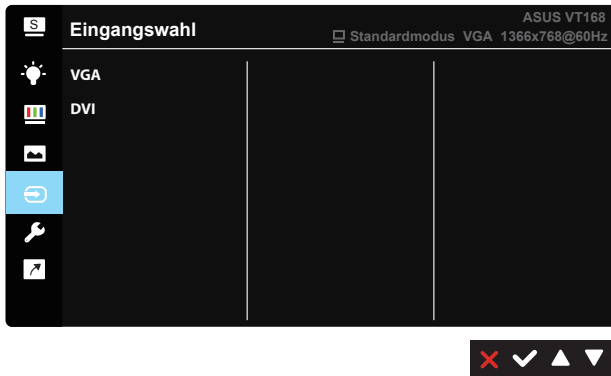 S
Eingangswahl
ASUS VT168
Standardmodus VGA 1366x768@60Hz
VGA
DVI